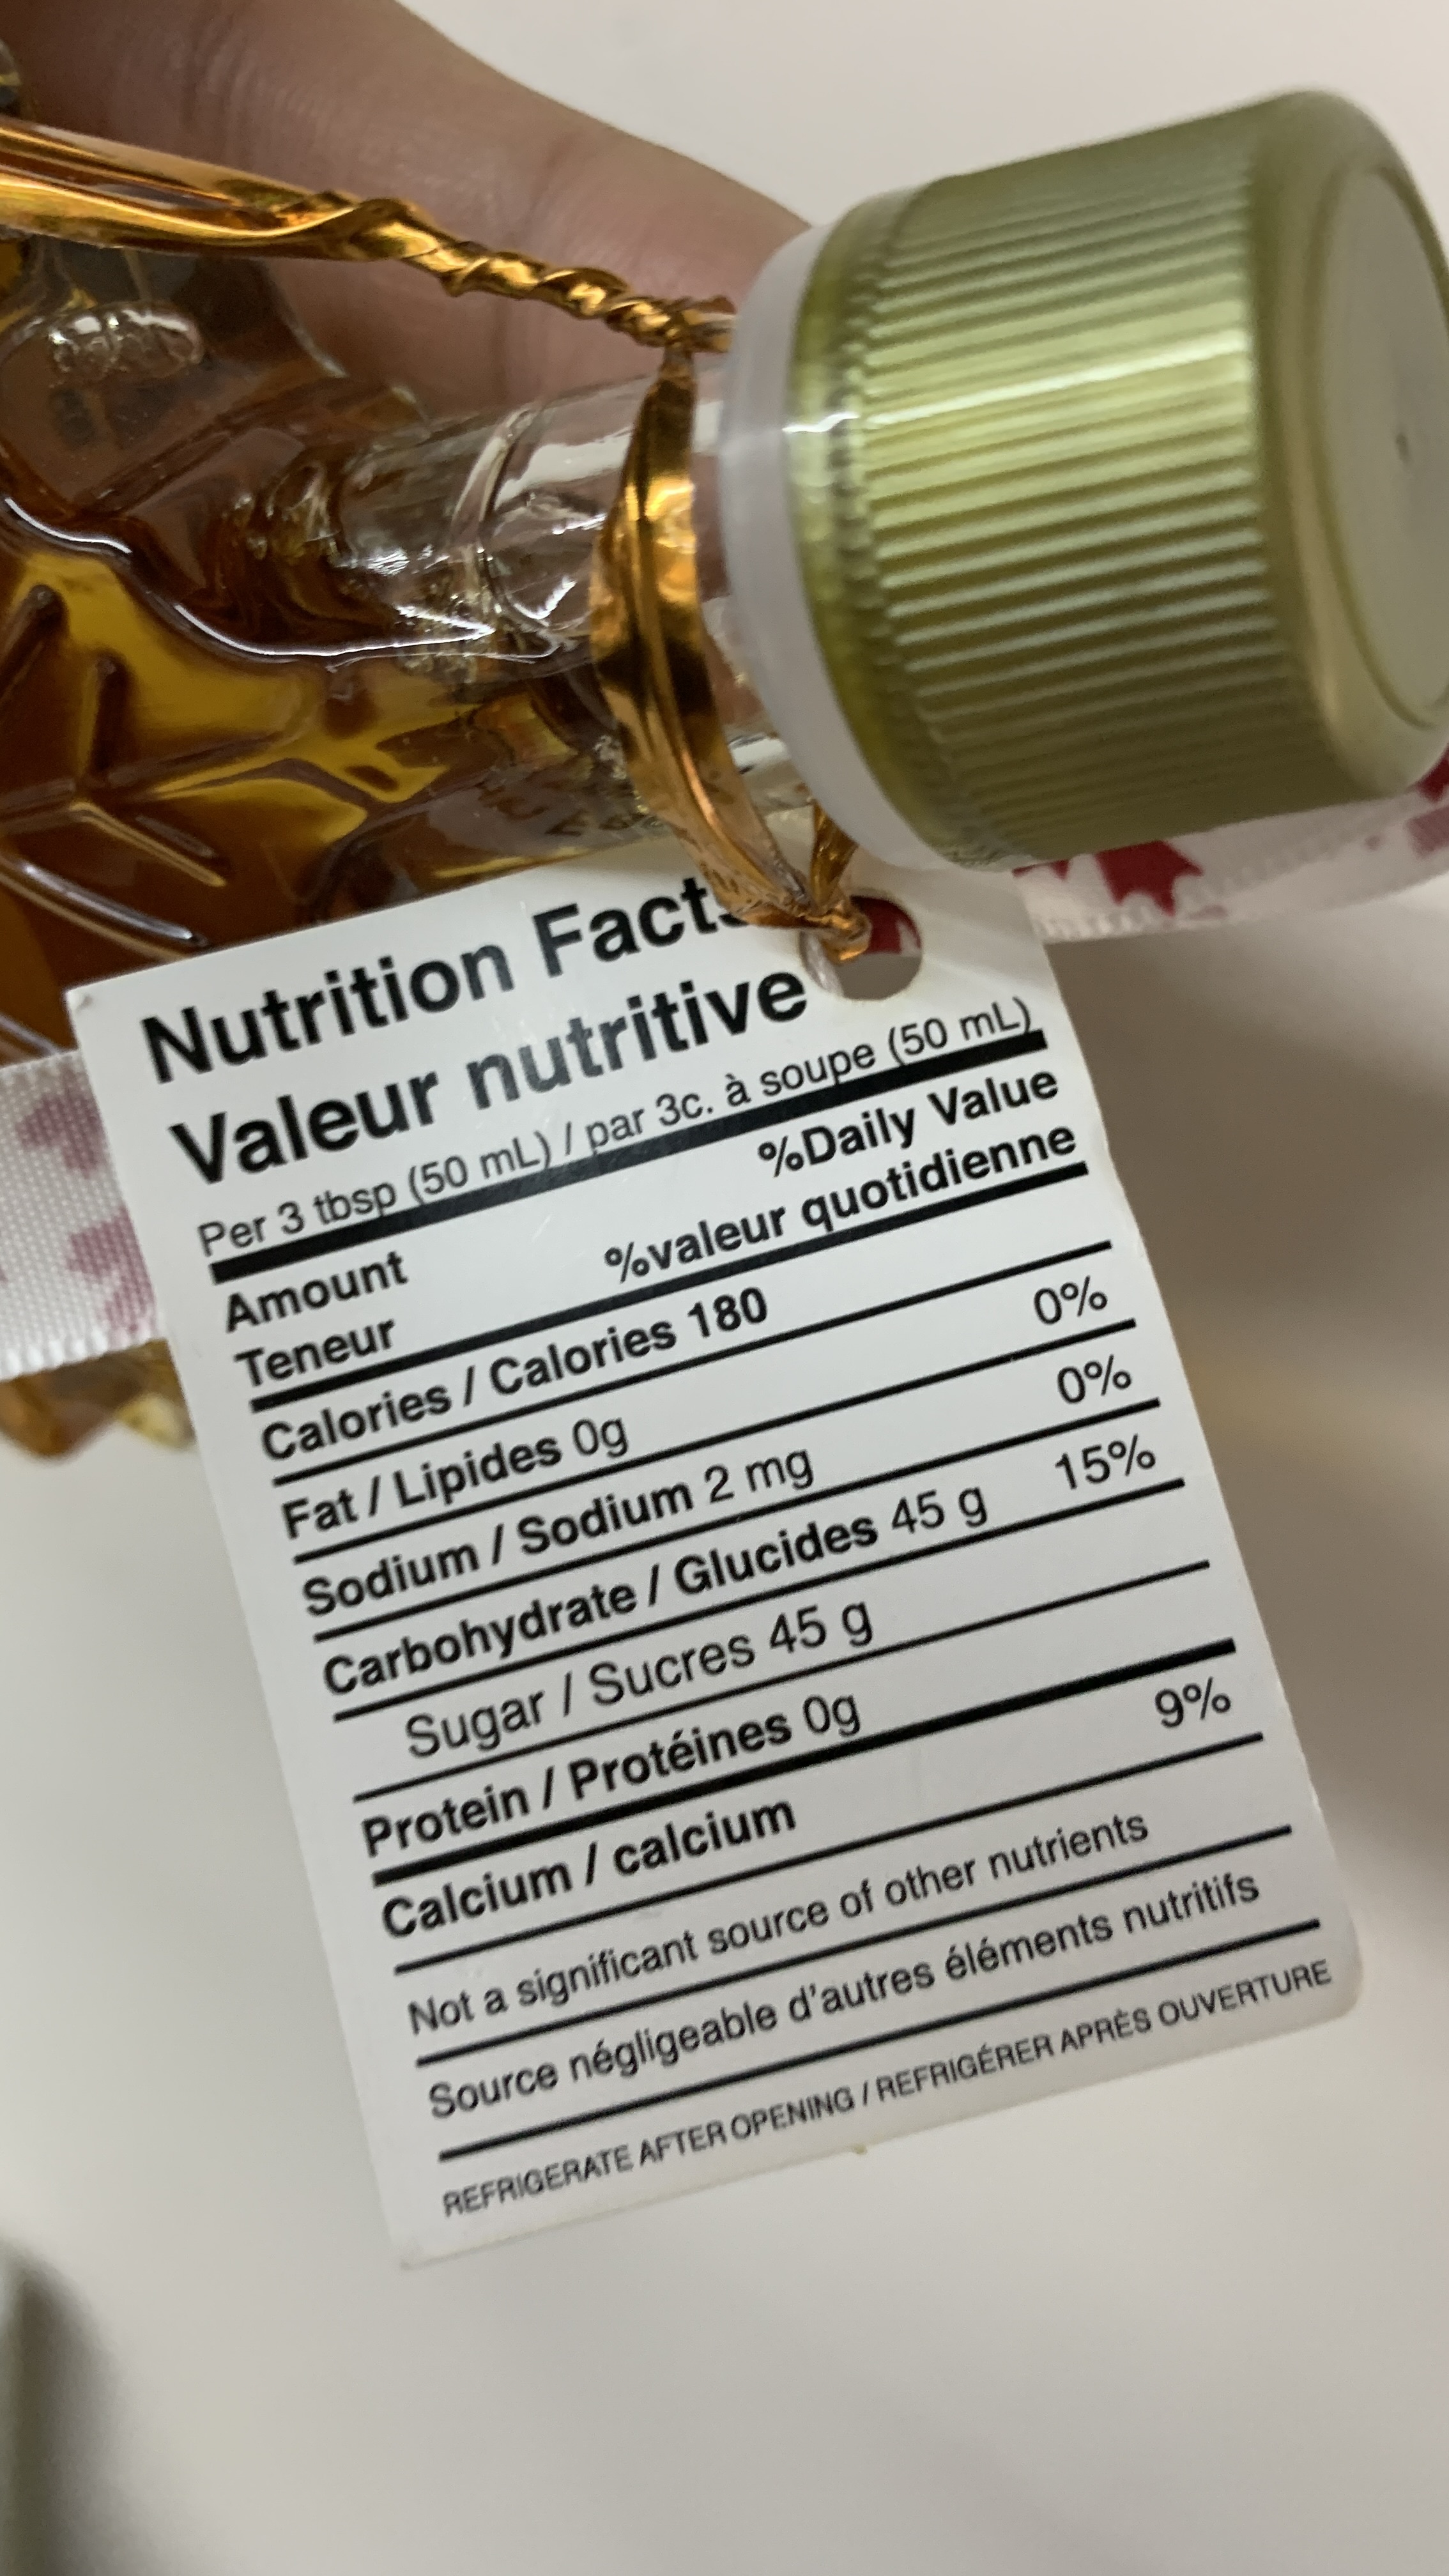 Nutrition Facts
Valeur nutritive
Per 3 tbsp (50 mL) / par 3c. à soupe (50 mL)
Amount %Daily Value
Teneur %valeur quotidienne
Calories / Calories 180
Fat / Lipides 0g 0%
Sodium / Sodium 2 mg 0%
Carbohydrate / Glucides 45 g 15%
Sugar / Sucres 45 g
Protein / Protéines 0g
Calcium / calcium 9%
Not a significant source of other nutrients
Source négligeable d'autres éléments nutritifs
REFRIGERATE AFTER OPENING / REFRIGÉRER APRÈS OUVERTURE